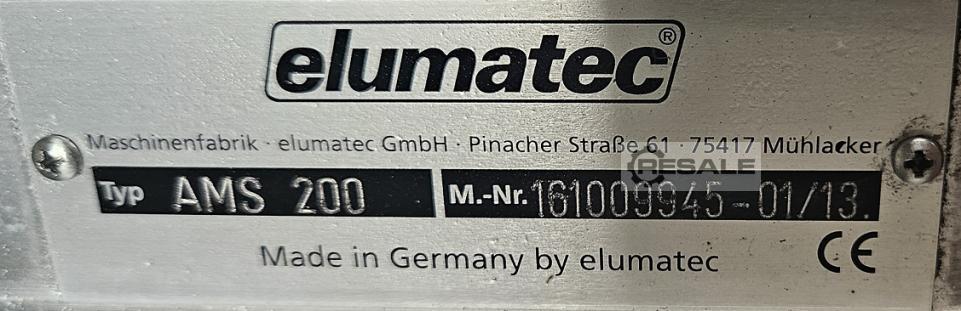 elumatec®
Maschinenfabrik · elumatec GmbH · Pinacher Straße 61 · 75417 Mühlacker
RESALE
Typ AMS 200 M.-Nr. 161009945-01/13.
Made in Germany by elumatec CE